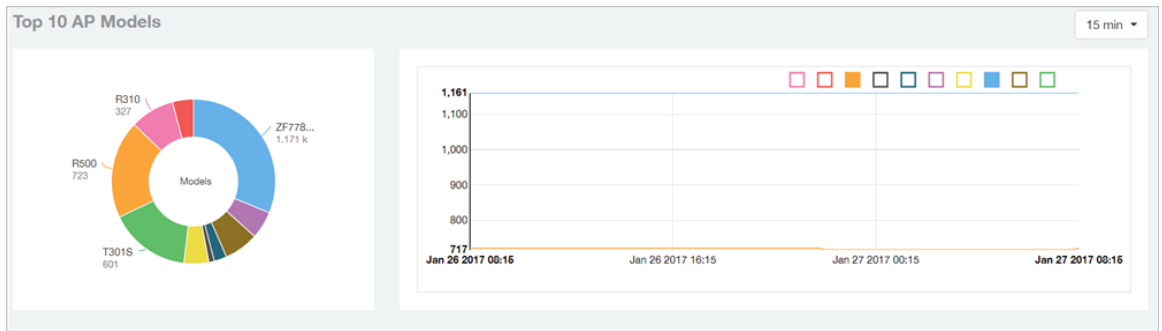 Top 10 AP Models
15 min
R310
327
ZF778...
1.171 k
R500
723
Models
T301S
601
1,161
1,100
1,000
900
800
717
Jan 26 2017 08:15
Jan 26 2017 16:15
Jan 27 2017 00:15
Jan 27 2017 08:15